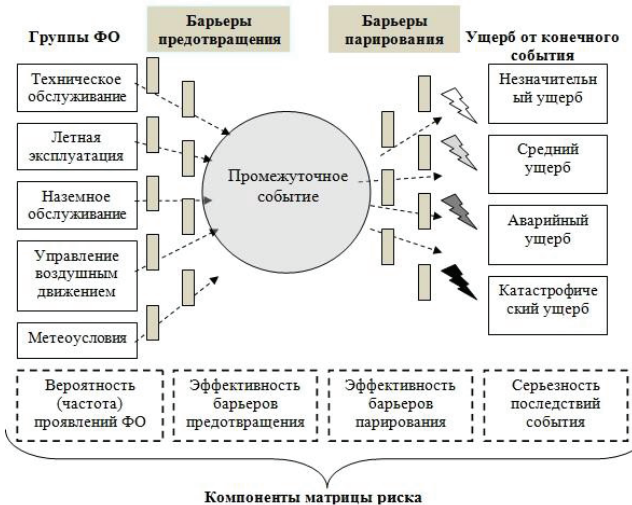 Группы ФО
Барьеры
предотвращения
Барьеры
парирования
Ущерб от конечного
события
Техническое
обслуживание
Летная
эксплуатация
Наземное
обслуживание
Управление
воздушным
движением
Метеоусловия
Промежуточное
событие
Незначительн
ый ущерб
Средний
ущерб
Аварийный
ущерб
Катастрофиче
ский ущерб
Вероятность
(частота)
проявлений ФО
Эффективность
барьеров
предотвращения
Эффективность
барьеров
парирования
Серьезность
последствий
события
Компоненты матрицы риска